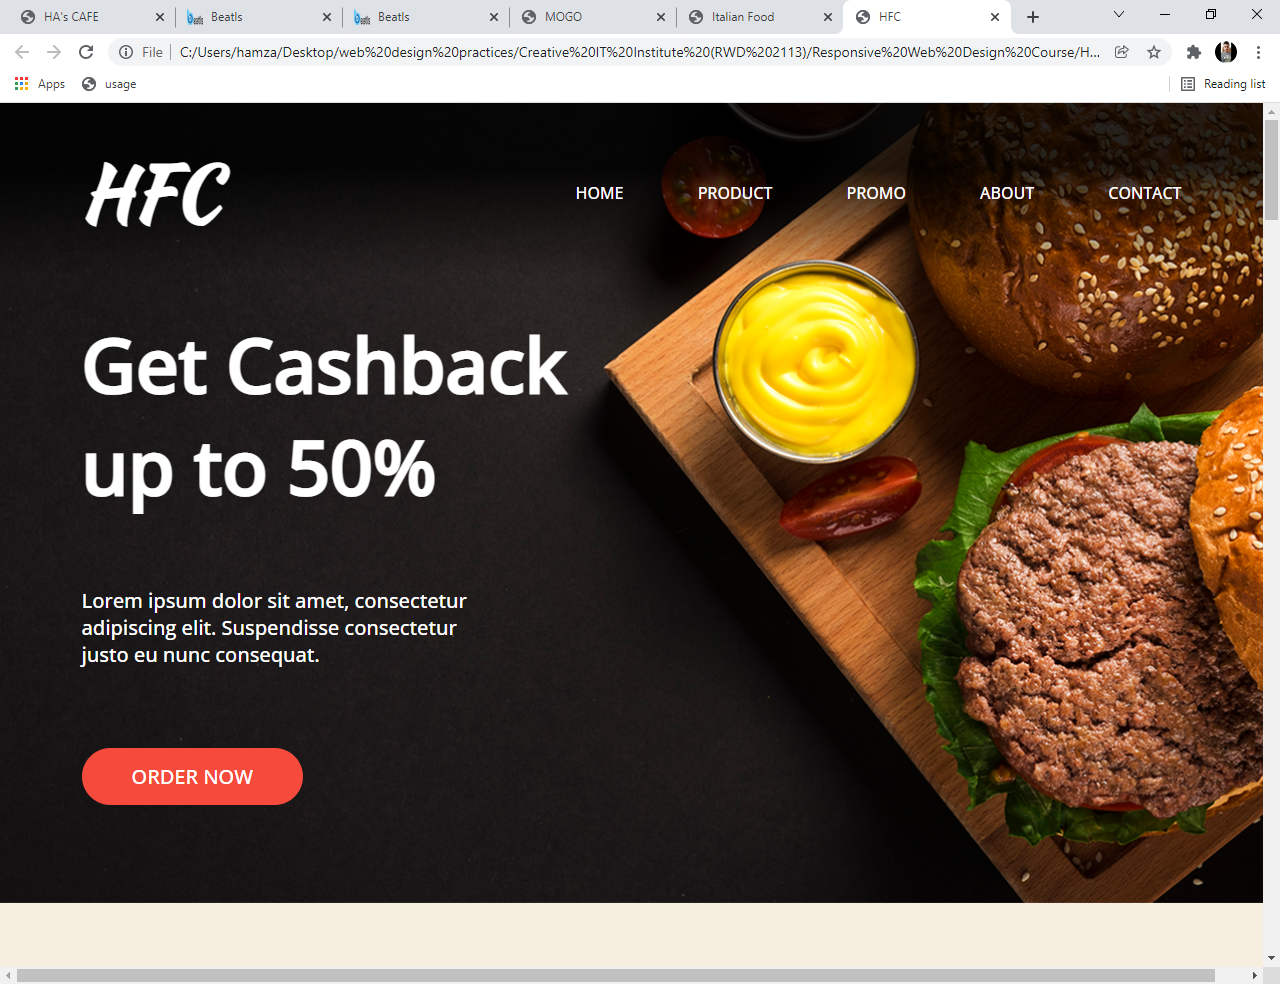 HA's CAFE
Beatls
Beatls
MOGO
Italian Food
HFC
File
C:/Users/hamza/Desktop/web%20design%20practices/Creative%20IT%20Institute%20(RWD%202113)/Responsive%20Web%20Design%20Course/H...
Apps
usage
Reading list
HFC
HOME
PRODUCT
PROMO
ABOUT
CONTACT
Get Cashback
up to 50%
Lorem ipsum dolor sit amet, consectetur
adipiscing elit. Suspendisse consectetur
justo eu nunc consequat.
ORDER NOW